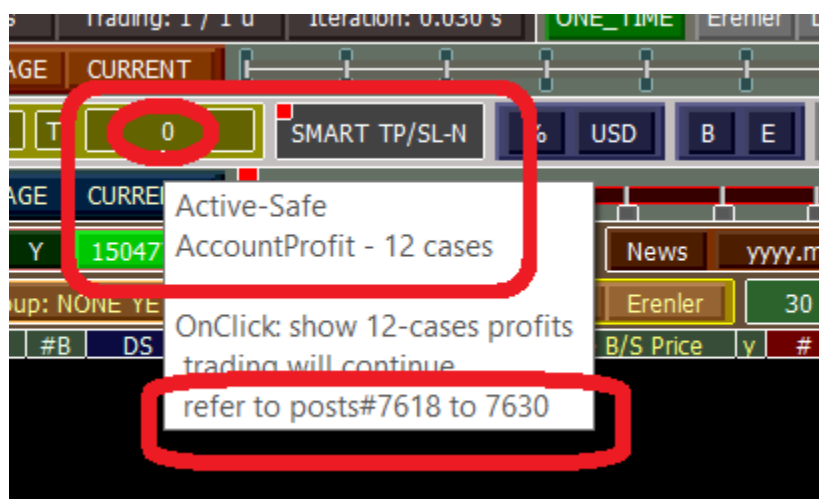 Trading: 1 / 1 u Iteration: 0.030 s ONE_TIME Erenler
AGE CURRENT
T 0 SMART TP/SL-N % USD B E
AGE CURRE
Y 15047 News yyyy.m
oup: NONE YE Erenler 30
#B DS B/S Price y #
Active-Safe
AccountProfit - 12 cases
OnClick: show 12-cases profits
trading will continue
refer to posts#7618 to 7630